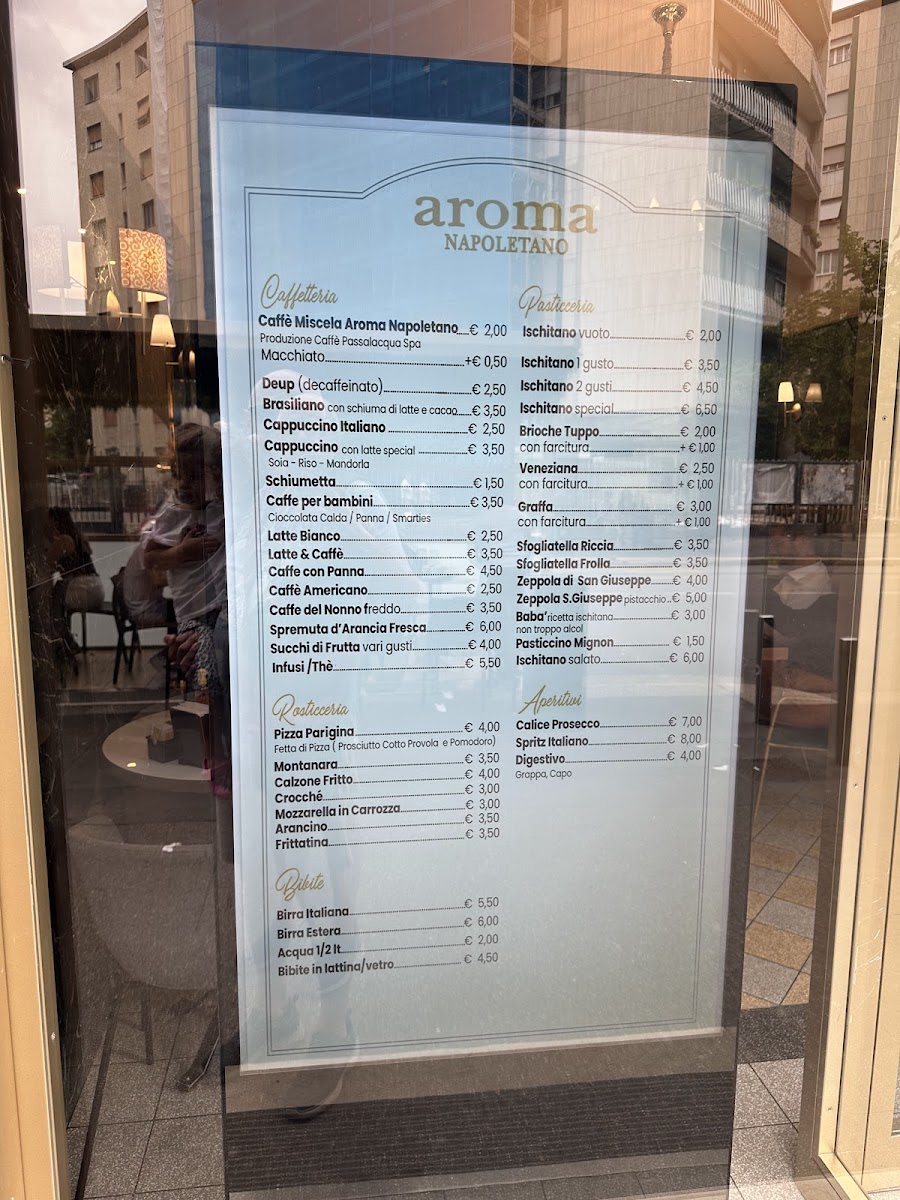 aroma
NAPOLETANO
Caffetteria
Caffè Miscela Aroma Napoletano....€ 2,00
Produzione Caffè Passalacqua Spa
Macchiato....+€ 0,50
Deup (decaffeinato)....€ 2,50
Brasiliano con schiuma di latte e cacao....€ 3,50
Cappuccino Italiano....€ 2,50
Cappuccino con latte special....€ 3,50
Soia - Riso - Mandorla
Schiumetta....€ 1,50
Caffe per bambini....€ 3,50
Cioccolata Calda / Panna / Smarties
Latte Bianco....€ 2,50
Latte & Caffè....€ 3,50
Caffe con Panna....€ 4,50
Caffè Americano....€ 2,50
Caffe del Nonno freddo....€ 3,50
Spremuta d'Arancia Fresca....€ 6,00
Succhi di Frutta vari gusti....€ 4,00
Infusi /Thè....€ 5,50
Rosticceria
Pizza Parigina....€ 4,00
Fetta di Pizza ( Prosciutto Cotto Provola e Pomodoro)
Montanara....€ 3,50
Calzone Fritto....€ 4,00
Crocché....€ 3,00
Mozzarella in Carrozza....€ 3,00
Arancino....€ 3,50
Frittatina....€ 3,50
Bibite
Birra Italiana....€ 5,50
Birra Estera....€ 6,00
Acqua 1/2 lt....€ 2,00
Bibite in lattina/vetro....€ 4,50
Pasticceria
Ischitano vuoto....€ 2,00
Ischitano 1 gusto....€ 3,50
Ischitano 2 gusti....€ 4,50
Ischitano special....€ 6,50
Brioche Tuppo....€ 2,00
con farcitura....+ € 1,00
Veneziana....€ 2,50
con farcitura....+ € 1,00
Graffa....€ 3,00
con farcitura....+ € 1,00
Sfogliatella Riccia....€ 3,50
Sfogliatella Frolla....€ 3,50
Zeppola di San Giuseppe....€ 4,00
Zeppola S.Giuseppe pistacchio..€ 5,00
Baba' ricetta ischitana....€ 3,00
non troppo alcol
Pasticcino Mignon....€ 1,50
Ischitano salato....€ 6,00
Aperitivi
Calice Prosecco....€ 7,00
Spritz Italiano....€ 8,00
Digestivo....€ 4,00
Grappa, Capo